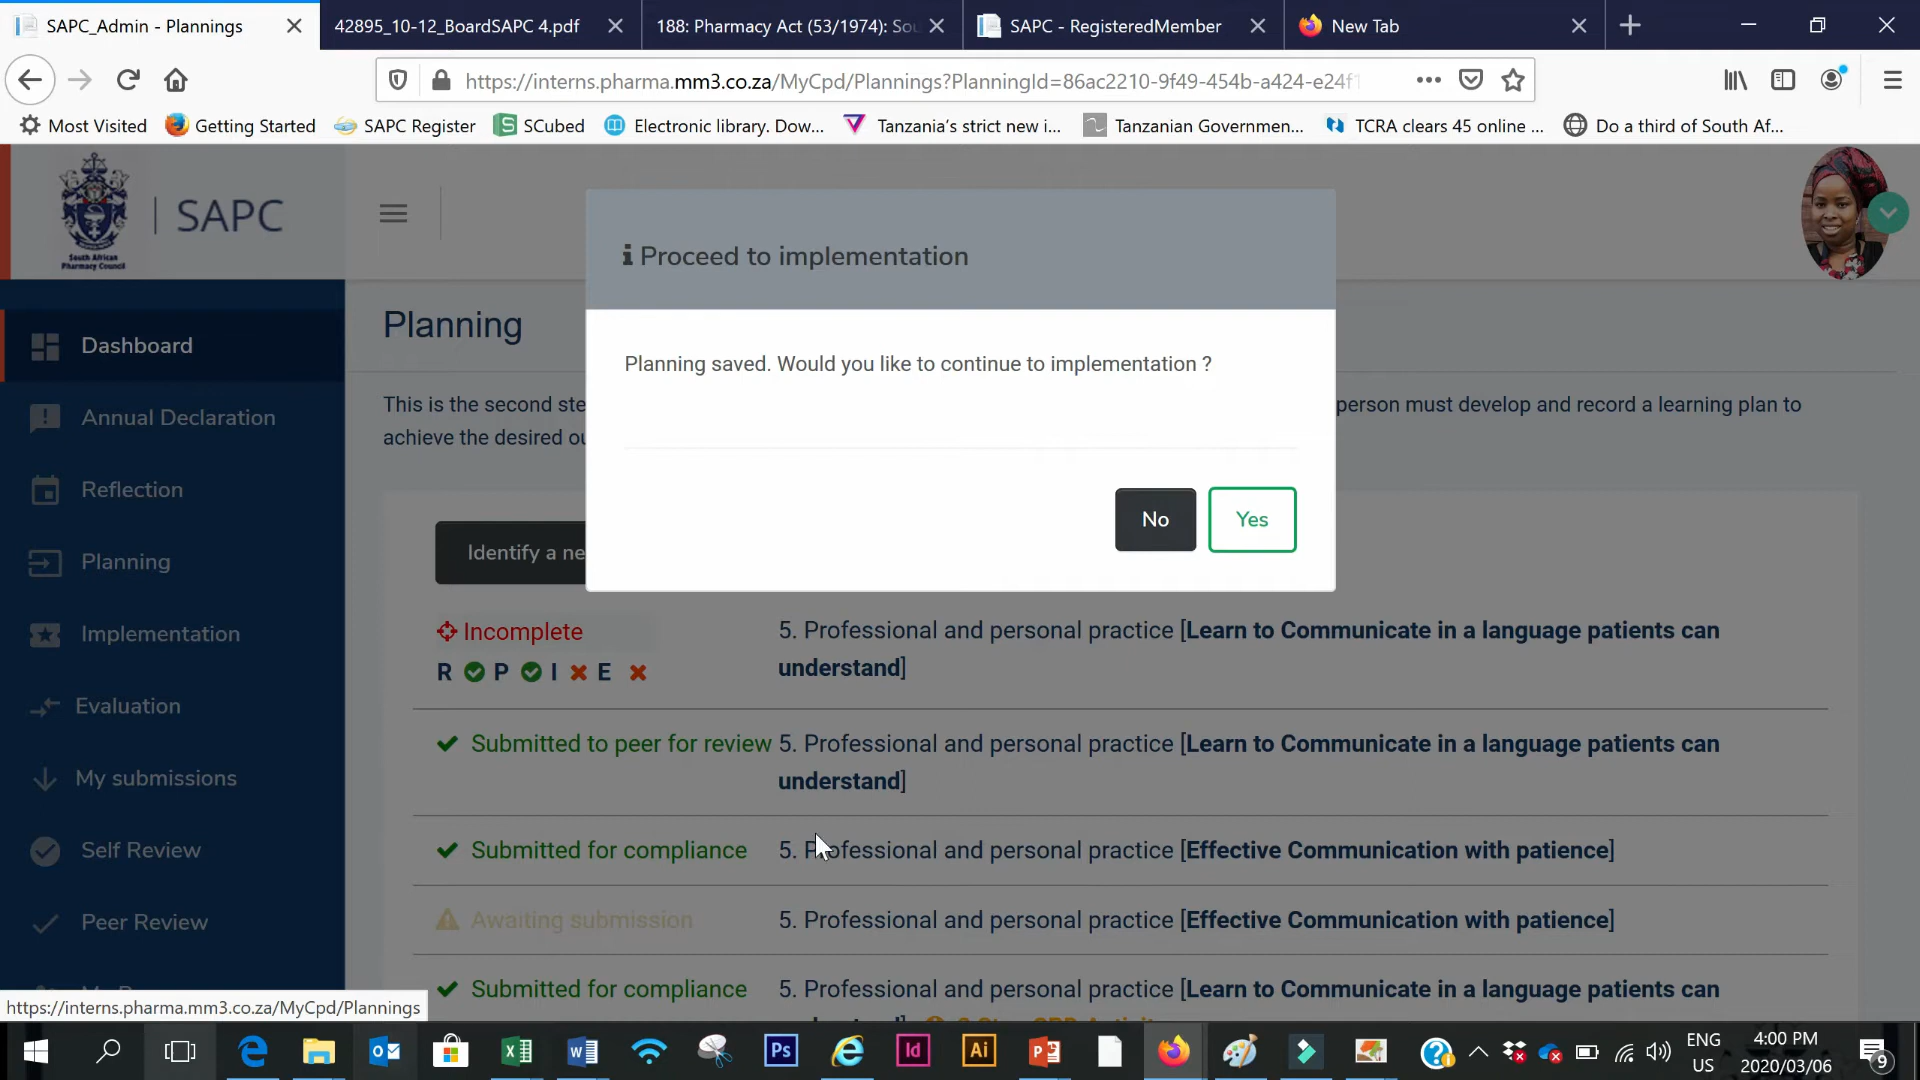 SAPC_Admin - Plannings
42895_10-12_BoardSAPC 4.pdf
188: Pharmacy Act (53/1974): Sou
SAPC - RegisteredMember
New Tab
https://interns.pharma.mm3.co.za/MyCpd/Plannings?PlanningId=86ac2210-9f49-454b-a424-e24f1
Most Visited
Getting Started
SAPC Register
SCubed
Electronic library. Dow...
Tanzania's strict new i...
Tanzanian Governmen...
TCRA clears 45 online ...
Do a third of South Af...
South African
Pharmacy Council
SAPC
Dashboard
Annual Declaration
Reflection
Planning
Implementation
Evaluation
My submissions
Self Review
Peer Review
Planning
This is the second ste
person must develop and record a learning plan to
achieve the desired ou
Proceed to implementation
Planning saved. Would you like to continue to implementation ?
No
Yes
Identify a ne
Incomplete
R P I E
5. Professional and personal practice [Learn to Communicate in a language patients can
understand]
Submitted to peer for review
5. Professional and personal practice [Learn to Communicate in a language patients can
understand]
Submitted for compliance
5. Professional and personal practice [Effective Communication with patience]
Awaiting submission
5. Professional and personal practice [Effective Communication with patience]
Submitted for compliance
5. Professional and personal practice [Learn to Communicate in a language patients can
https://interns.pharma.mm3.co.za/MyCpd/Plannings
Ps
Id
Ai
ENG
US
4:00 PM
2020/03/06
9